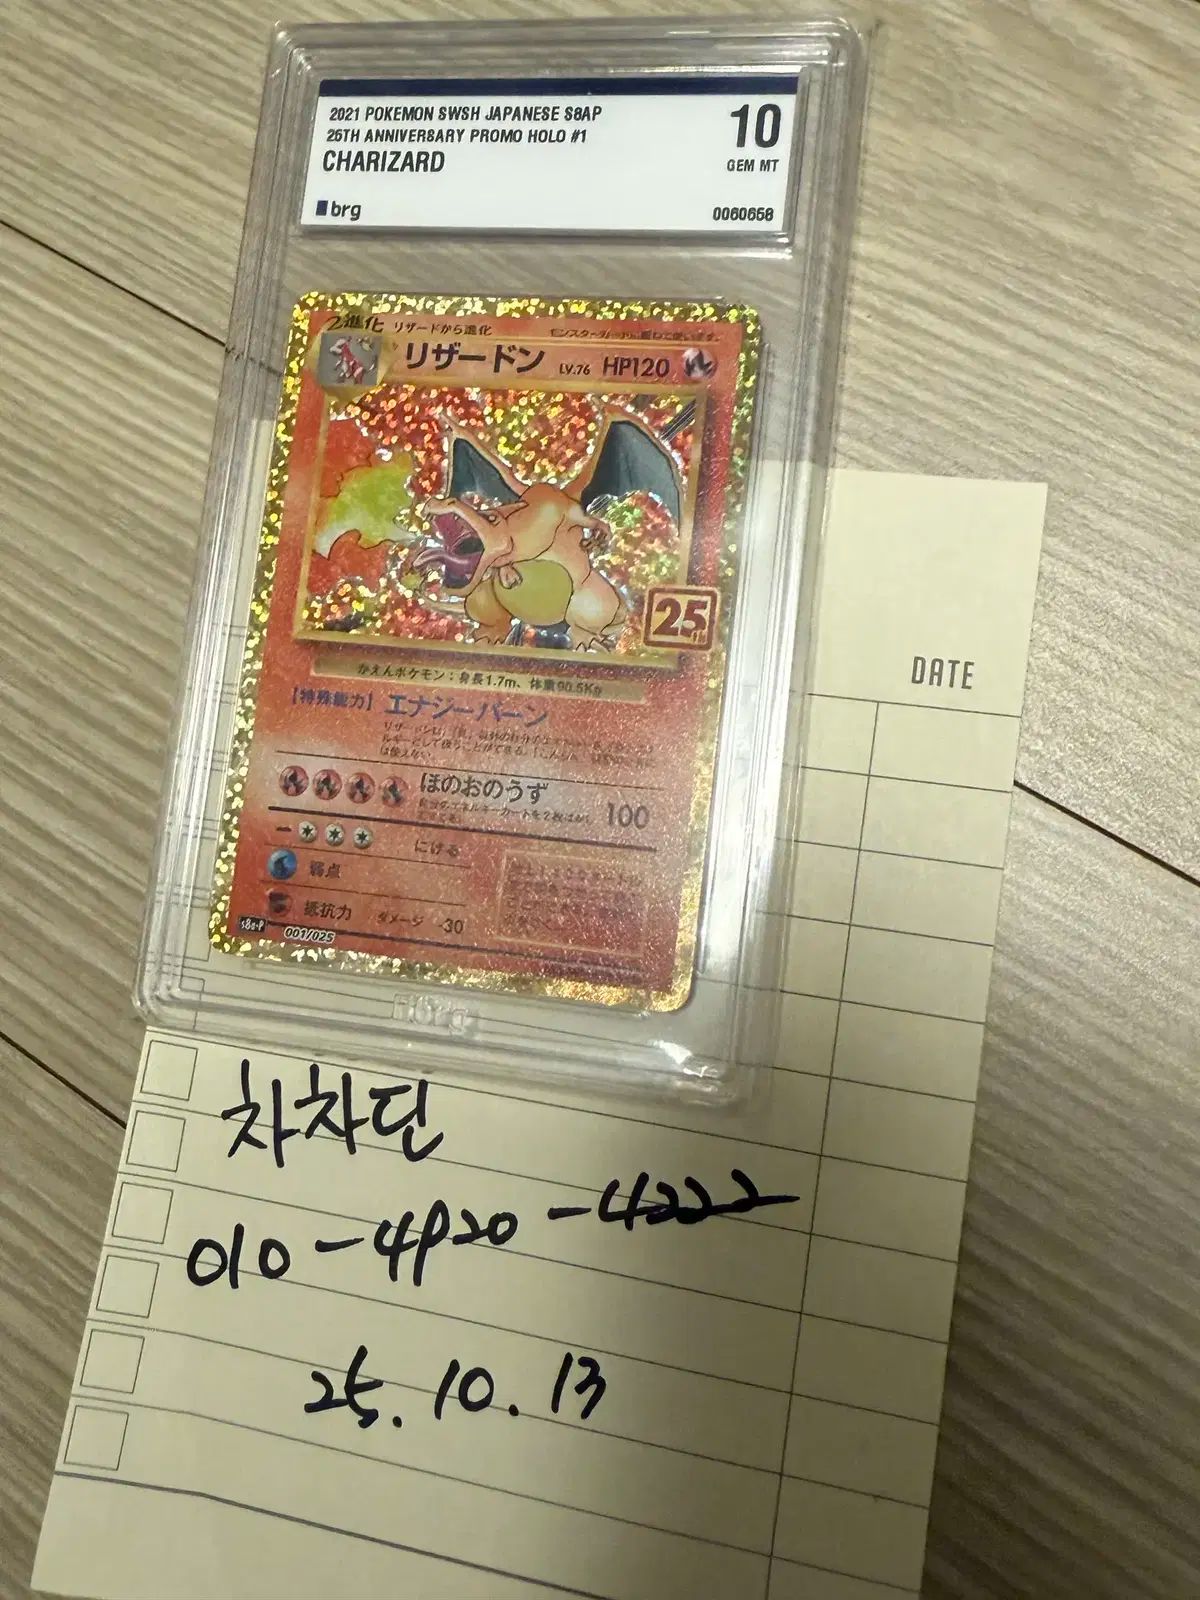 2021 POKEMON SWSH JAPANESE S8AP
10
25TH ANNIVERSARY PROMO HOLO #1
GEM MT
CHARIZARD
brg
0060658
2進化 リザードから進化
リザードン LV.76 HP120
25
かえんポケモン：身長1.7m、体重90.5Kg
【特殊能力】 エナジーバーン
ほのおのうず 100
にげる
弱点
抵抗力 ダメージ -30
s8a-P 001/025
brg
DATE
차차딘
010-4920-4222
25.10.13